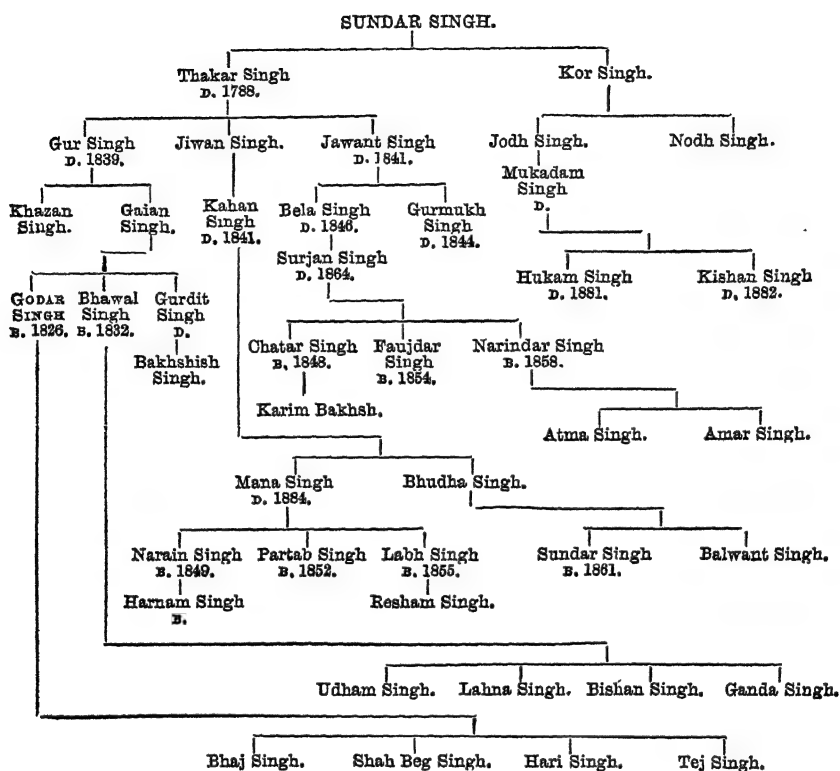 SUNDAR SINGH.
Thakar Singh
D. 1788.
Kor Singh.
Gur Singh
D. 1839.
Jiwan Singh.
Jawant Singh
D. 1841.
Jodh Singh.
Nodh Singh.
Mukadam
Singh
D.
Khazan
Singh.
Gaian
Singh.
Kahan
Singh
D. 1841.
Bela Singh
D. 1846.
Gurmukh
Singh
D. 1844.
Surjan Singh
D. 1864.
Hukam Singh
D. 1881.
Kishan Singh
D. 1882.
GODAR
SINGH
B. 1826.
Bhawal
Singh
B. 1832.
Gurdit
Singh
D.
Bakhshish
Singh.
Chatar Singh
B. 1848.
Faujdar
Singh
B. 1854.
Narindar Singh
B. 1858.
Karim Bakhsh.
Atma Singh.
Amar Singh.
Mana Singh
D. 1884.
Bhudha Singh.
Narain Singh
B. 1849.
Partab Singh
B. 1852.
Labh Singh
B. 1855.
Sundar Singh
B. 1861.
Balwant Singh.
Harnam Singh
B.
Resham Singh.
Udham Singh.
Lahna Singh.
Bishan Singh.
Ganda Singh.
Bhaj Singh.
Shah Beg Singh.
Hari Singh.
Tej Singh.